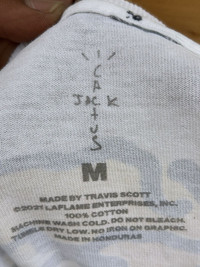 CACTUS
JACK
M
MADE BY TRAVIS SCOTT
©2021 LAFLAME ENTERPRISES, INC.
100% COTTON
MACHINE WASH COLD. DO NOT BLEACH.
TUMBLE DRY LOW. NO IRON ON GRAPHIC.
MADE IN HONDURAS